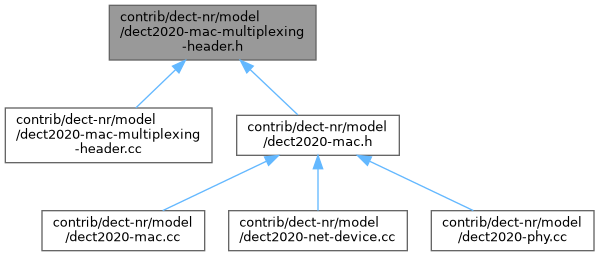 contrib/dect-nr/model
/dect2020-mac-multiplexing
-header.h
contrib/dect-nr/model
/dect2020-mac-multiplexing
-header.cc
contrib/dect-nr/model
/dect2020-mac.h
contrib/dect-nr/model
/dect2020-mac.cc
contrib/dect-nr/model
/dect2020-net-device.cc
contrib/dect-nr/model
/dect2020-phy.cc